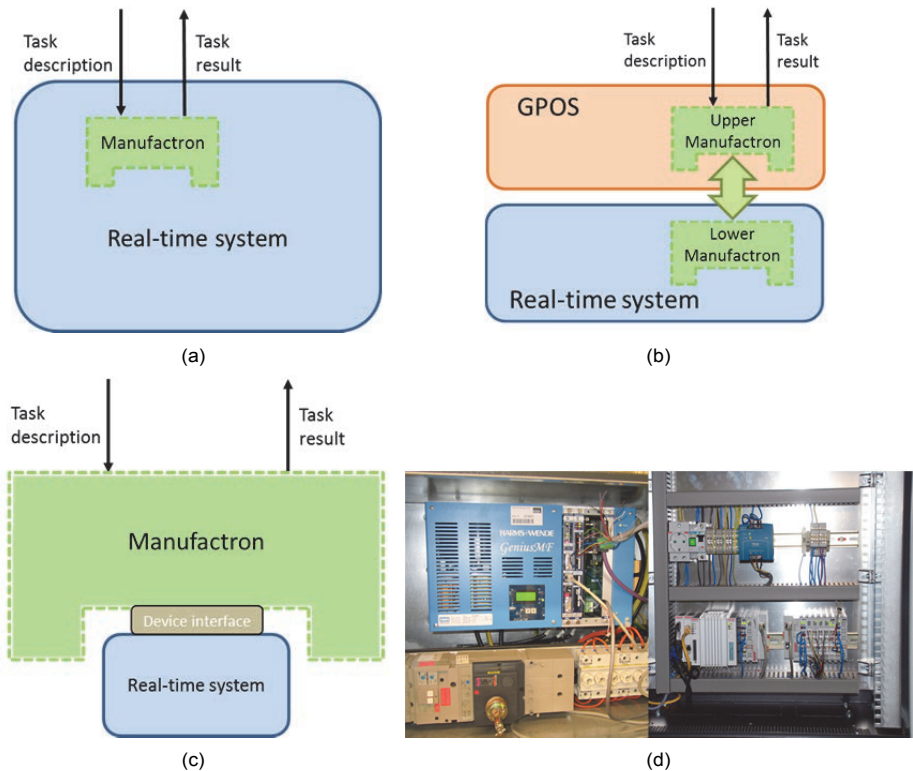 Task
description
Task
result
Manufactron
Real-time system
(a)
Task
description
Task
result
GPOS
Upper
Manufactron
Lower
Manufactron
Real-time system
(b)
Task
description
Task
result
Manufactron
Device interface
Real-time system
(c)
HARMS+WENDE
GeniusMF
(d)